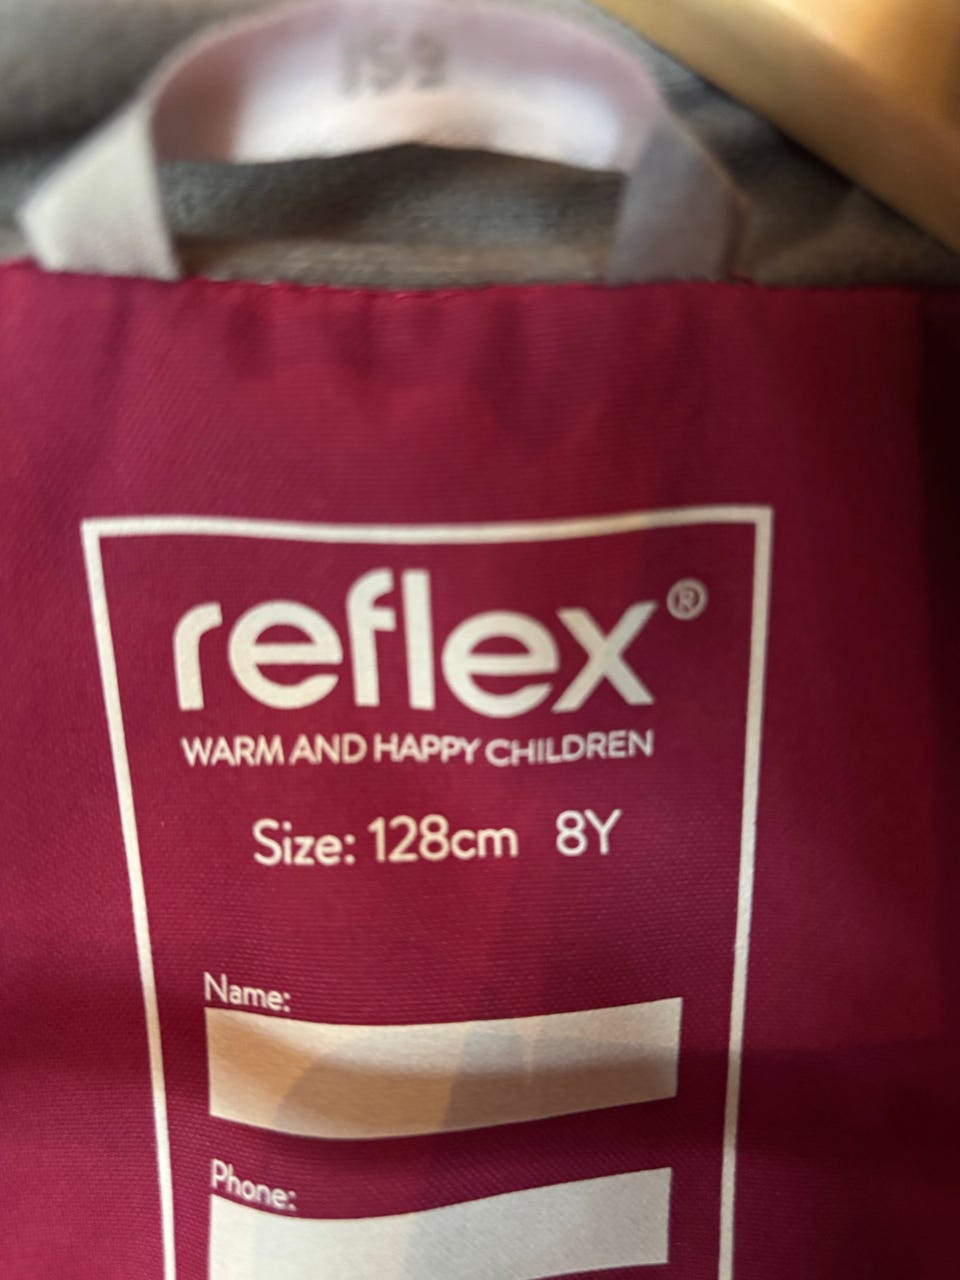 reflex®
WARM AND HAPPY CHILDREN
Size: 128cm 8Y
Name:
Phone: